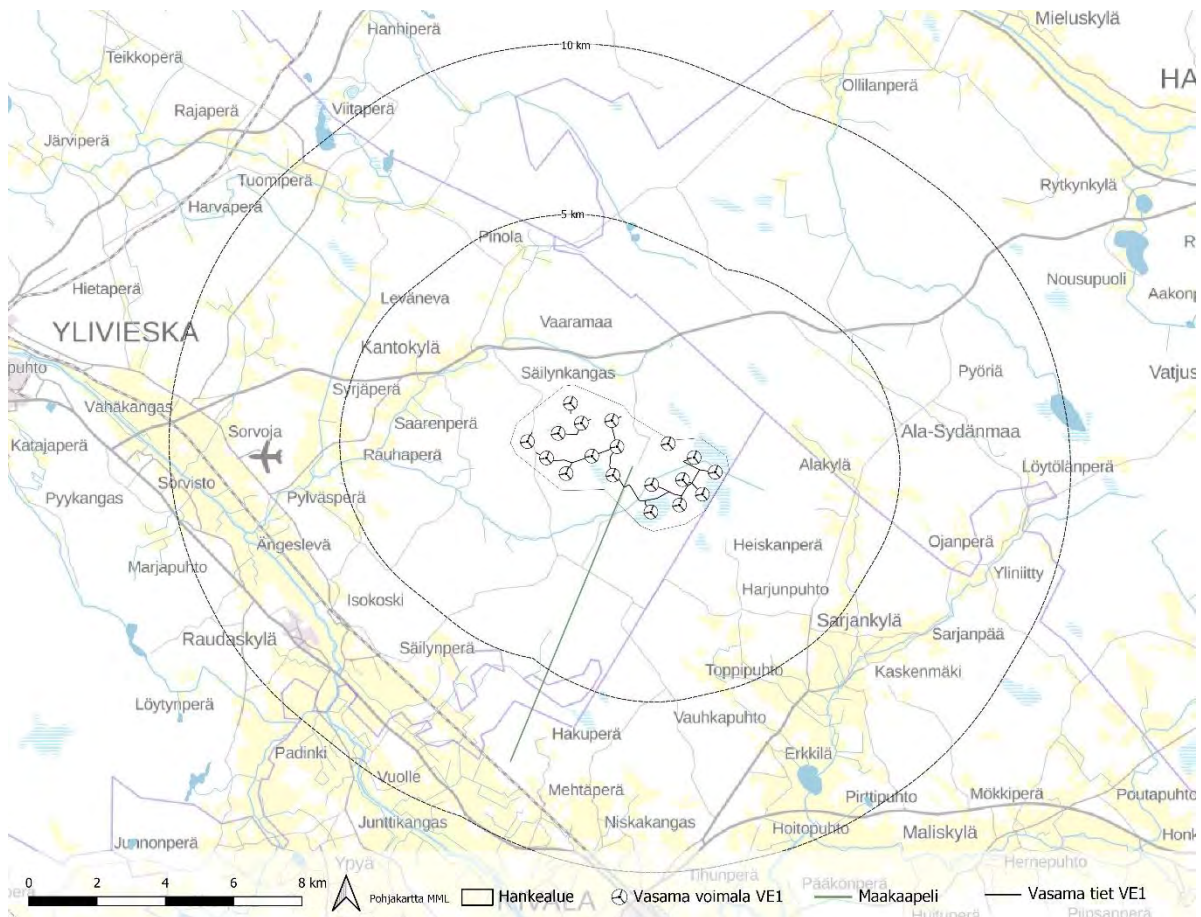 Mieluskylä
Hanhiperä
Teikkoperä
10 km
Ollilanperä
HA
Rajaperä
Viitaperä
Järviperä
Tuomiperä
Rytkynkylä
Harvaperä
5 km
Pinola
R
Nousupuoli
Hietaperä
Leväneva
Aakonp
Vaaramaa
YLIVIESKA
Kantokylä
puhto
Säilynkangas
Pyöriä
Vatjus
Syrjäperä
Vähäkangas
Saarenperä
Sorvoja
Ala-Sydänmaa
Katajaperä
Rauhaperä
Alakylä
Löytölänperä
Sorvisto
Pyykangas
Pylväsperä
Ängeslevä
Heiskanperä
Ojanperä
Marjapuhto
Yliniitty
Isokoski
Harjunpuhto
Sarjankylä
Raudaskylä
Säilynperä
Sarjanpää
Toppipuhto
Kaskenmäki
Löytynperä
Vauhkapuhto
Hakuperä
Padinki
Erkkilä
Vuolle
Mehtäperä
Pirttipuhto
Mökkiperä
Poutapuhto
Junttikangas
Niskakangas
Hoitopuhto
Maliskylä
Honk
Junnonperä
Ypyä
Hernepuhto
perä
Tihunperä
Pääkönperä
0 2 4 6 8 km
Pohjakartta MML
Hankealue
Vasama voimala VE1
Maakaapeli
Vasama tiet VE1
Huituperä
Piipsanperä